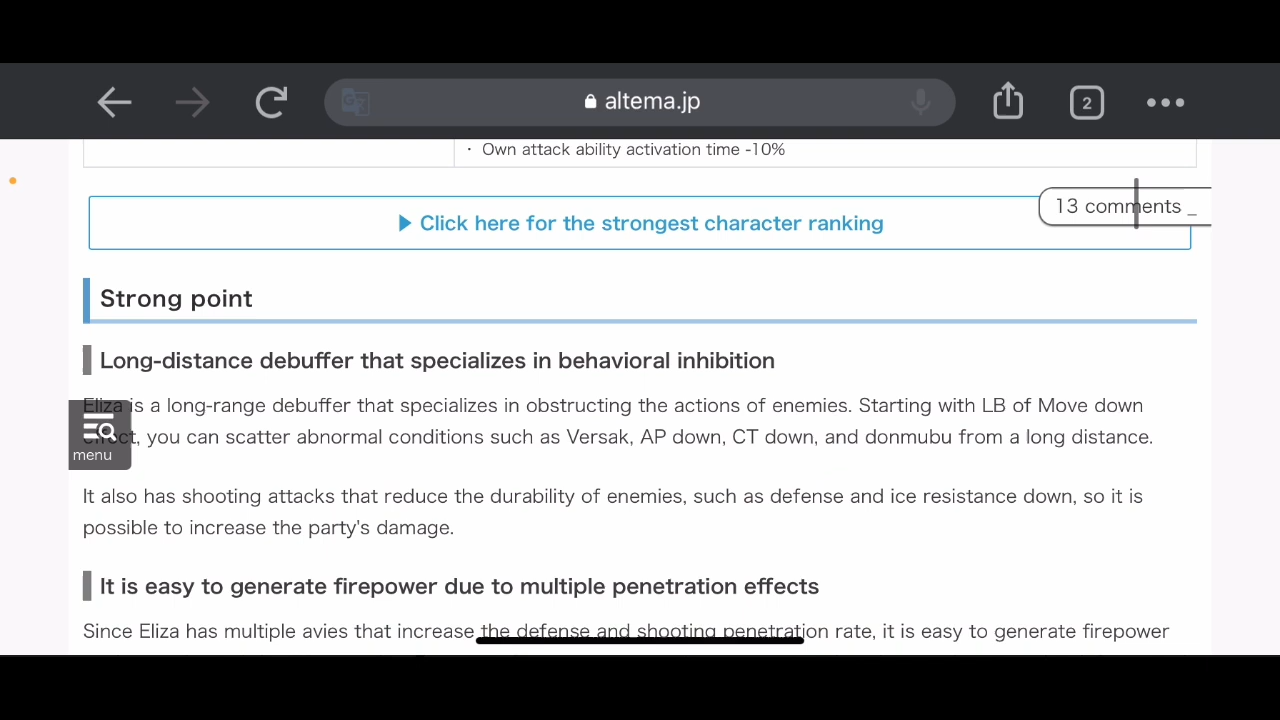 altema.jp
2
· Own attack ability activation time -10%
13 comments _
Click here for the strongest character ranking
Strong point
Long-distance debuffer that specializes in behavioral inhibition
Eliza is a long-range debuffer that specializes in obstructing the actions of enemies. Starting with LB of Move down
effect, you can scatter abnormal conditions such as Versak, AP down, CT down, and donmubu from a long distance.
menu
It also has shooting attacks that reduce the durability of enemies, such as defense and ice resistance down, so it is
possible to increase the party's damage.
It is easy to generate firepower due to multiple penetration effects
Since Eliza has multiple avies that increase the defense and shooting penetration rate, it is easy to generate firepower